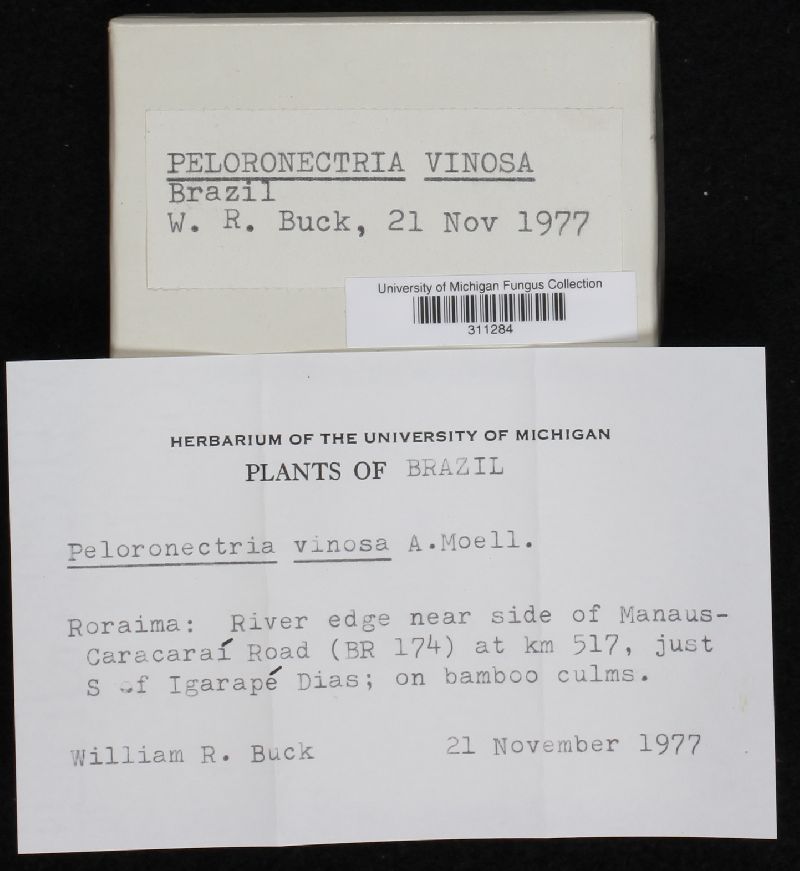 PELORONECTRIA VINOSA
Brazil
W. R. Buck, 21 Nov 1977
University of Michigan Fungus Collection
311284
HERBARIUM OF THE UNIVERSITY OF MICHIGAN
PLANTS OF BRAZIL
Peloronectria vinosa A.Moell.
Roraima: River edge near side of Manaus-
Caracaraí Road (BR 174) at km 517, just
S of Igarapé Dias; on bamboo culms.
William R. Buck 21 November 1977